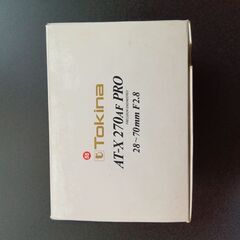 Tokina
AT-X 270AF PRO
28~70mm F2.8